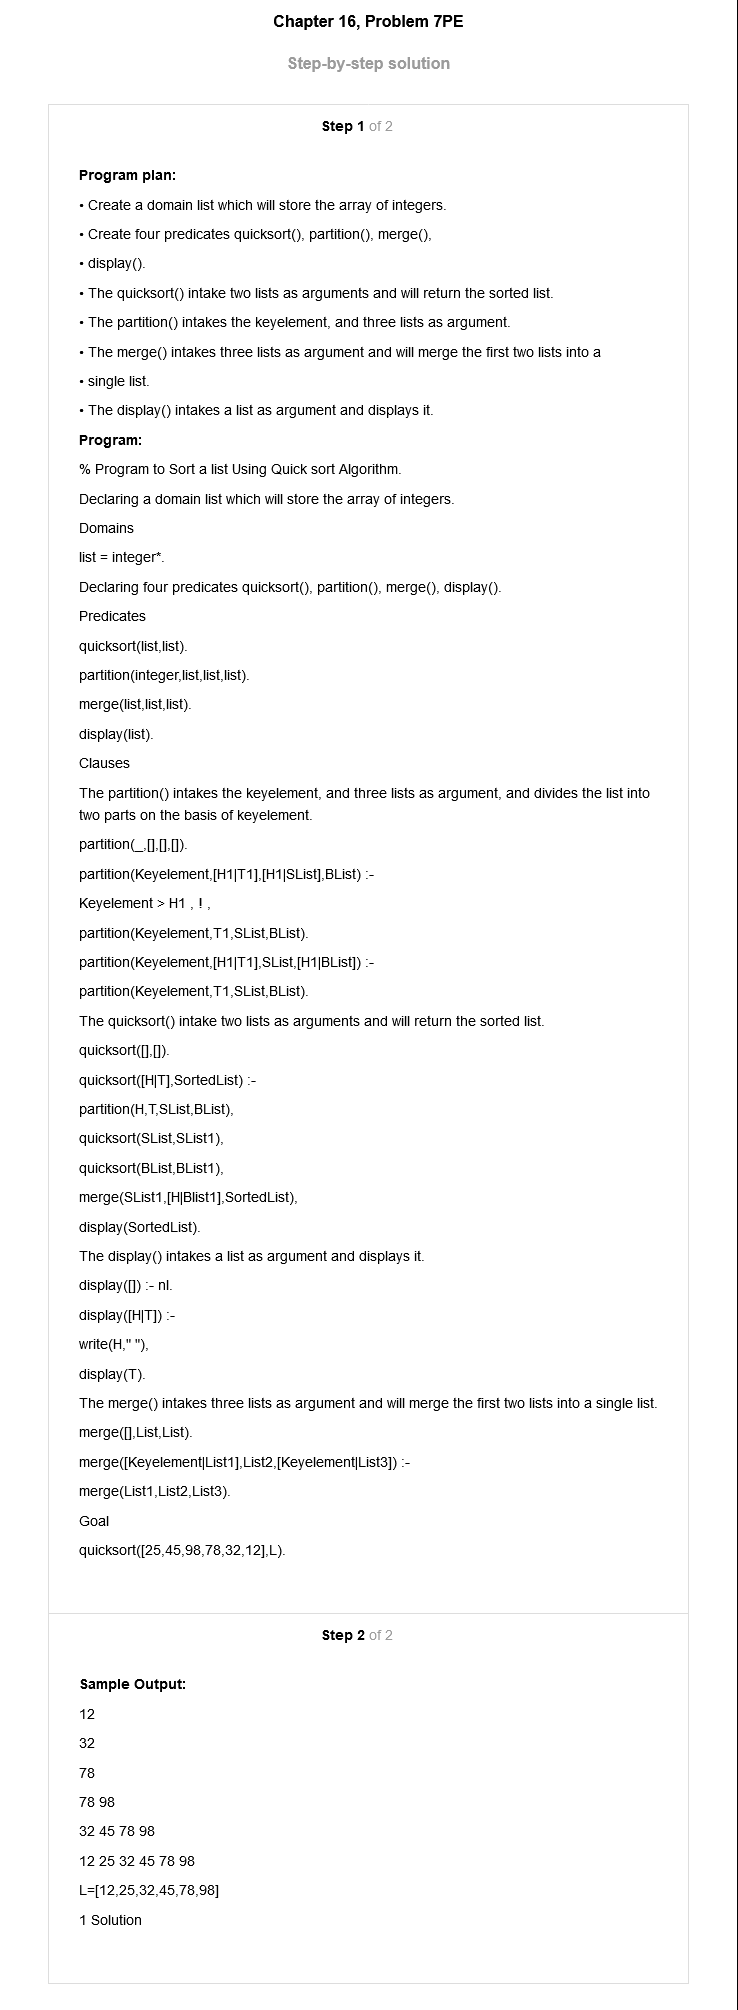 Chapter 16, Problem 7PE
Step-by-step solution
Step 1 of 2
Program plan:
• Create a domain list which will store the array of integers.
• Create four predicates quicksort(), partition(), merge(),
• display().
• The quicksort() intake two lists as arguments and will return the sorted list.
• The partition() intakes the keyelement, and three lists as argument.
• The merge() intakes three lists as argument and will merge the first two lists into a
• single list.
• The display() intakes a list as argument and displays it.
Program:
% Program to Sort a list Using Quick sort Algorithm.
Declaring a domain list which will store the array of integers.
Domains
list = integer*.
Declaring four predicates quicksort(), partition(), merge(), display().
Predicates
quicksort(list,list).
partition(integer,list,list,list).
merge(list,list,list).
display(list).
Clauses
The partition() intakes the keyelement, and three lists as argument, and divides the list into
two parts on the basis of keyelement.
partition(_,[],[],[]).
partition(Keyelement,[H1|T1],[H1|SList],BList) :-
Keyelement > H1 , ! ,
partition(Keyelement,T1,SList,BList).
partition(Keyelement,[H1|T1],SList,[H1|BList]) :-
partition(Keyelement,T1,SList,BList).
The quicksort() intake two lists as arguments and will return the sorted list.
quicksort([],[]).
quicksort([H|T],SortedList) :-
partition(H,T,SList,BList),
quicksort(SList,SList1),
quicksort(BList,BList1),
merge(SList1,[H|Blist1],SortedList),
display(SortedList).
The display() intakes a list as argument and displays it.
display([]) :- nl.
display([H|T]) :-
write(H," "),
display(T).
The merge() intakes three lists as argument and will merge the first two lists into a single list.
merge([],List,List).
merge([Keyelement|List1],List2,[Keyelement|List3]) :-
merge(List1,List2,List3).
Goal
quicksort([25,45,98,78,32,12],L).
Step 2 of 2
Sample Output:
12
32
78
78 98
32 45 78 98
12 25 32 45 78 98
L=[12,25,32,45,78,98]
1 Solution